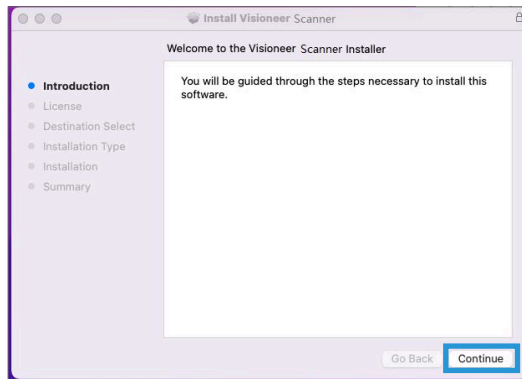 Install Visioneer Scanner
Welcome to the Visioneer Scanner Installer
Introduction
License
Destination Select
Installation Type
Installation
Summary
You will be guided through the steps necessary to install this
software.
Go Back
Continue